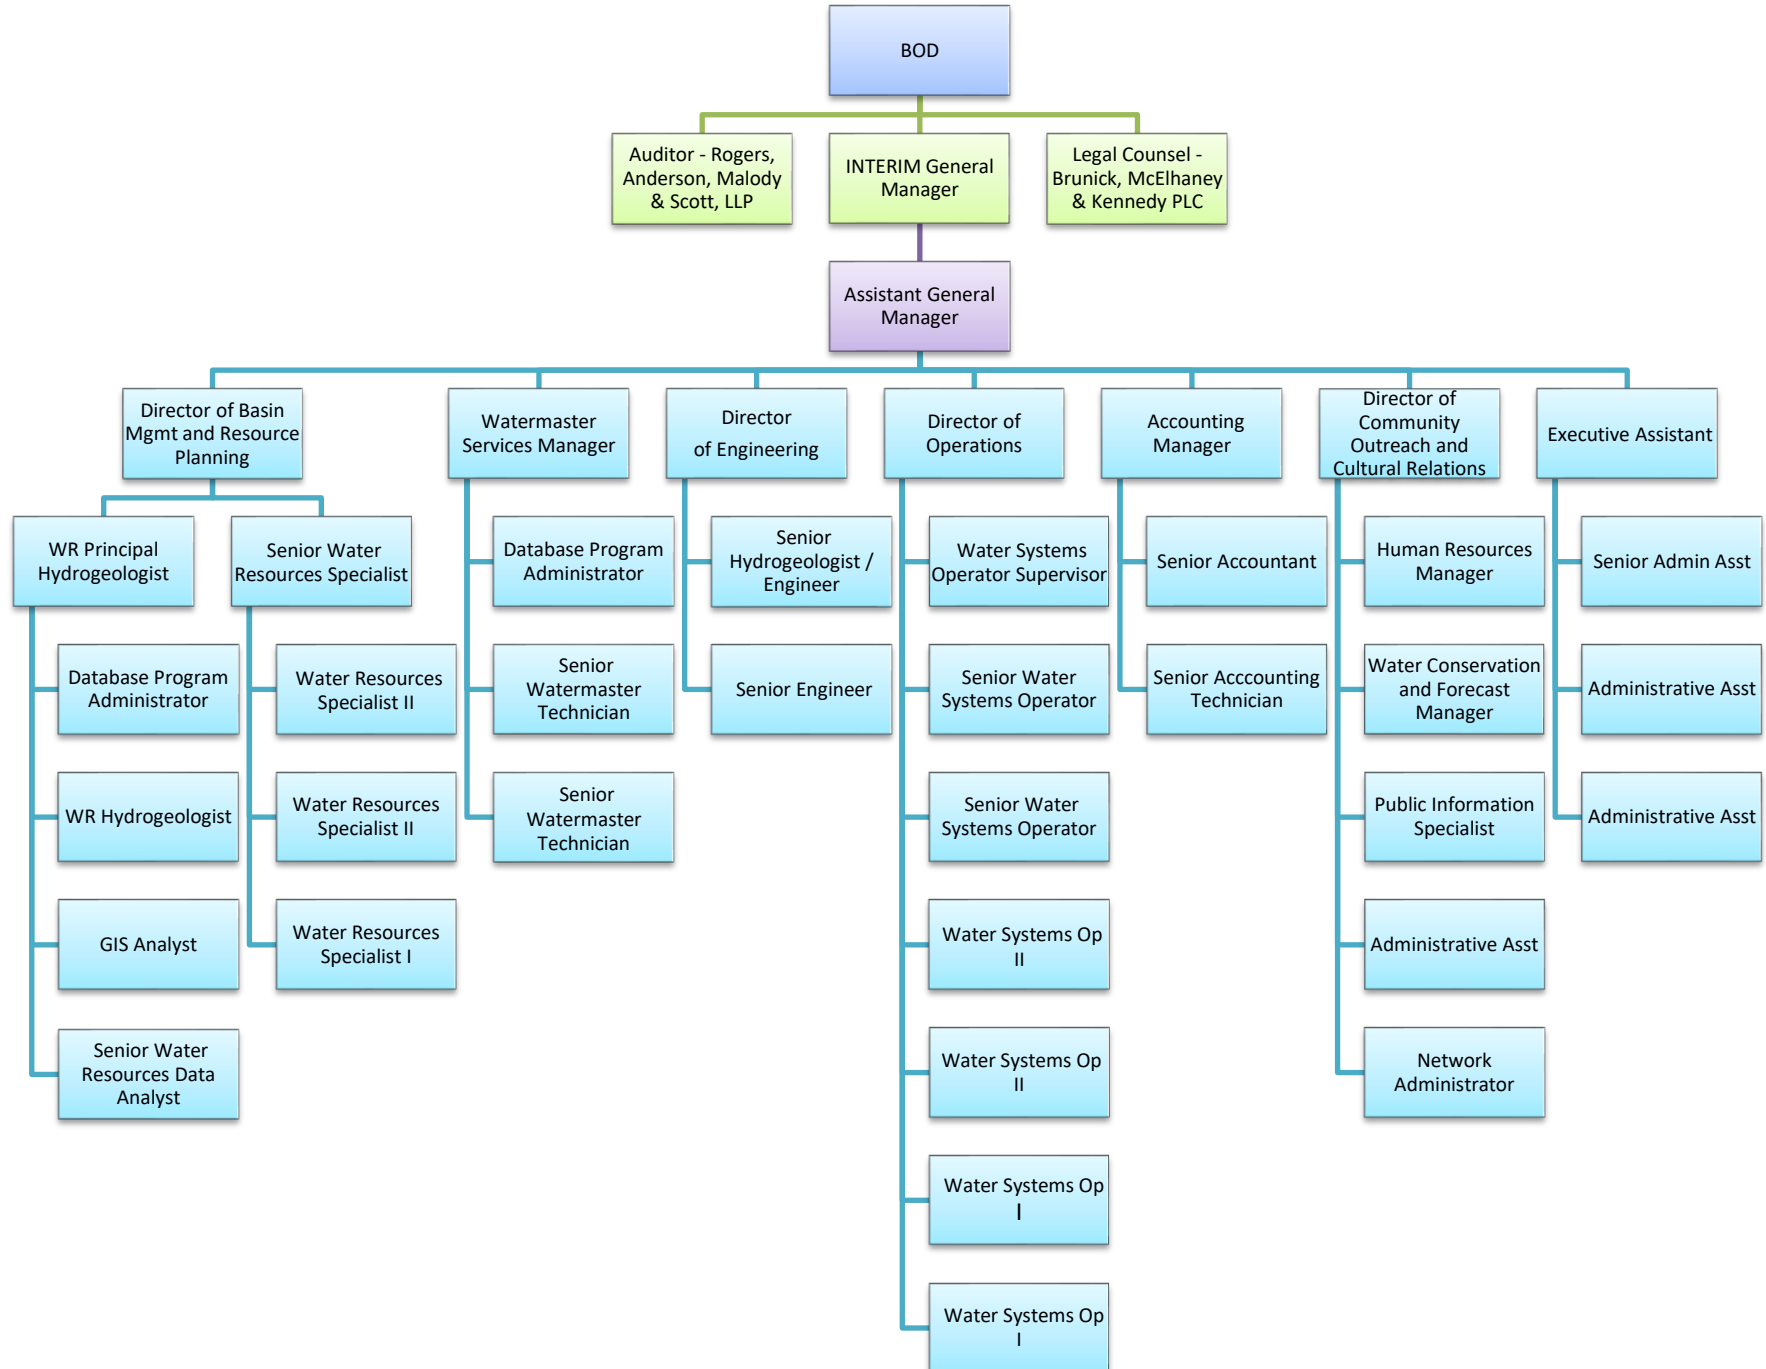 BOD
Auditor - Rogers,
Anderson, Malody
& Scott, LLP
INTERIM General
Manager
Legal Counsel -
Brunick, McElhaney
& Kennedy PLC
Assistant General
Manager
Director of Basin
Mgmt and Resource
Planning
Watermaster
Services Manager
Director
of Engineering
Director of
Operations
Accounting
Manager
Director of
Community
Outreach and
Cultural Relations
Executive Assistant
WR Principal
Hydrogeologist
Senior Water
Resources Specialist
Database Program
Administrator
Senior
Hydrogeologist /
Engineer
Water Systems
Operator Supervisor
Senior Accountant
Human Resources
Manager
Senior Admin Asst
Database Program
Administrator
Water Resources
Specialist II
Senior
Watermaster
Technician
Senior Engineer
Senior Water
Systems Operator
Senior Acccounting
Technician
Water Conservation
and Forecast
Manager
Administrative Asst
WR Hydrogeologist
Water Resources
Specialist II
Senior
Watermaster
Technician
Senior Water
Systems Operator
Public Information
Specialist
Administrative Asst
GIS Analyst
Water Resources
Specialist I
Water Systems Op
II
Administrative Asst
Senior Water
Resources Data
Analyst
Water Systems Op
II
Network
Administrator
Water Systems Op
I
Water Systems Op
I